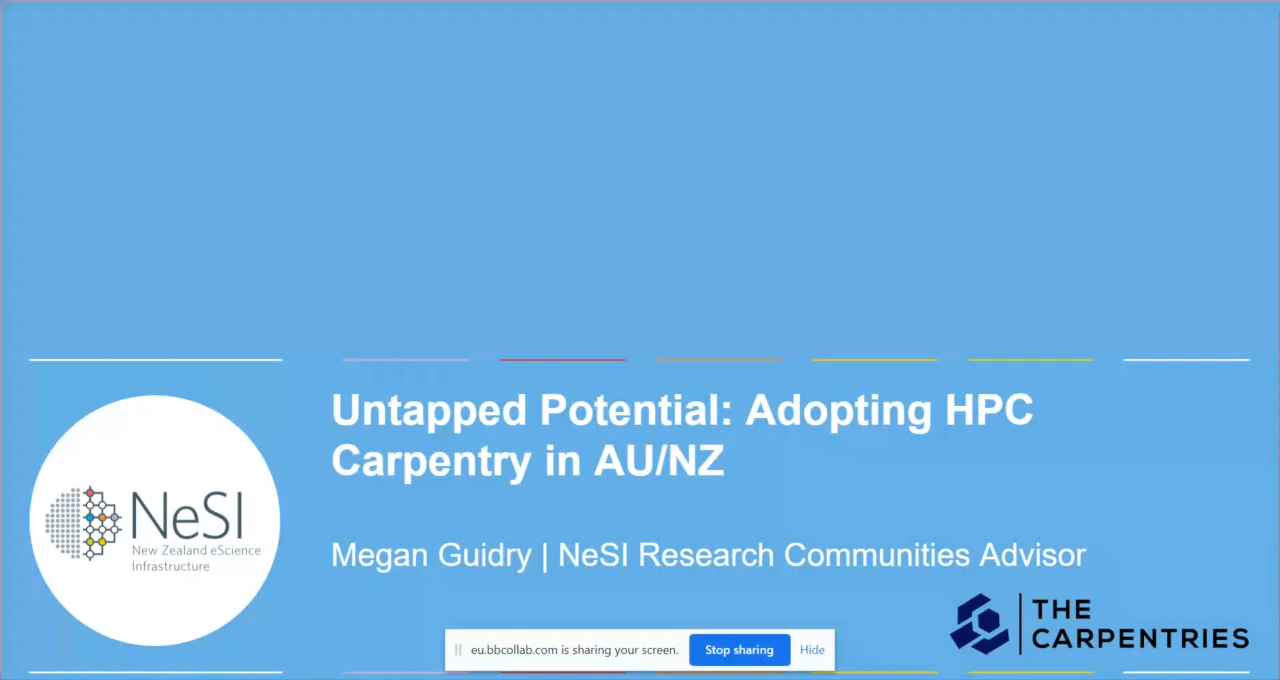 Untapped Potential: Adopting HPC
Carpentry in AU/NZ
NeSI
New Zealand eScience
Infrastructure
Megan Guidry | NeSI Research Communities Advisor
THE
CARPENTRIES
eu.bbcollab.com is sharing your screen.
Stop sharing
Hide